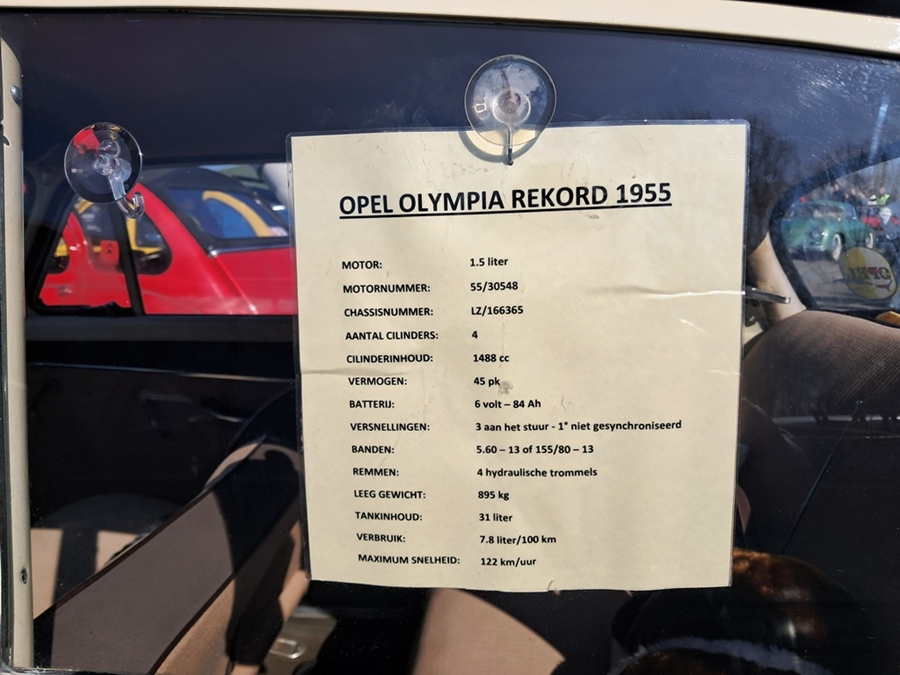 OPEL OLYMPIA REKORD 1955
MOTOR: 1.5 liter
MOTORNUMMER: 55/30548
CHASSISNUMMER: LZ/166365
AANTAL CILINDERS: 4
CILINDERINHOUD: 1488 cc
VERMOGEN: 45 pk
BATTERIJ: 6 volt – 84 Ah
VERSNELLINGEN: 3 aan het stuur - 1° niet gesynchroniseerd
BANDEN: 5.60 – 13 of 155/80 – 13
REMMEN: 4 hydraulische trommels
LEEG GEWICHT: 895 kg
TANKINHOUD: 31 liter
VERBRUIK: 7.8 liter/100 km
MAXIMUM SNELHEID: 122 km/uur
OPEL